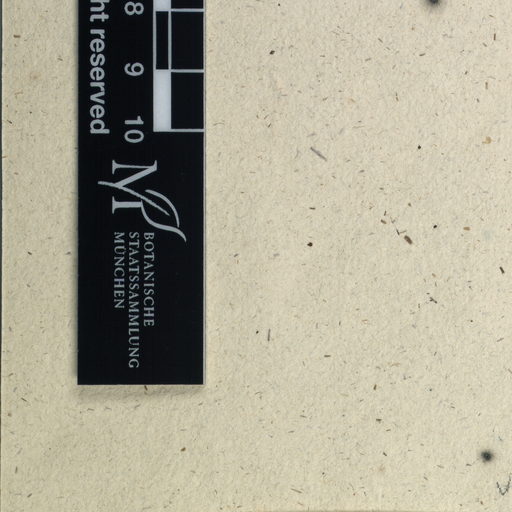 ht reserved
8 9 10
BOTANISCHE
STAATSSAMMLUNG
MÜNCHEN